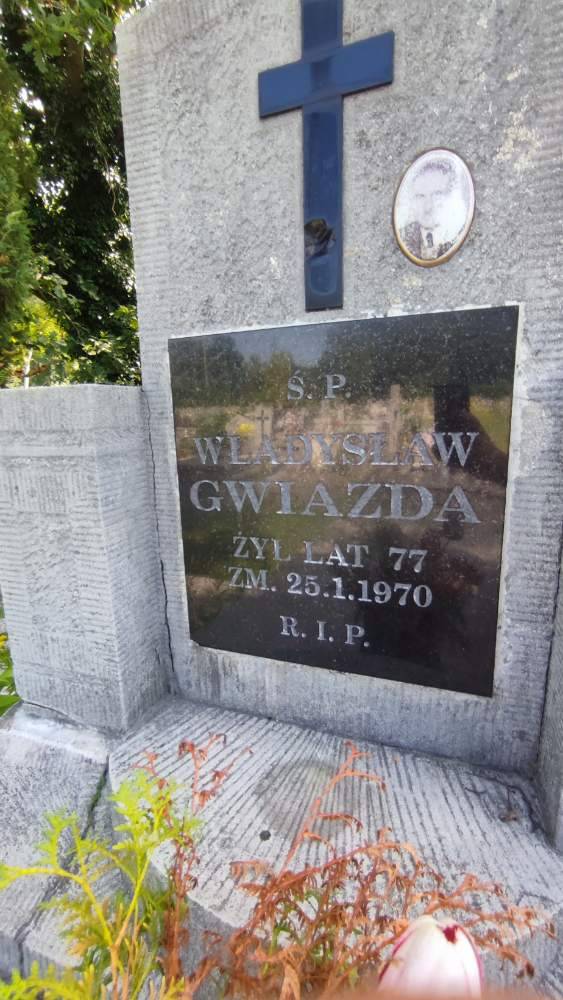 Ś. P.
WŁADYSŁAW
GWIAZDA
ŻYŁ LAT 77
ZM. 25.1.1970
R. I. P.